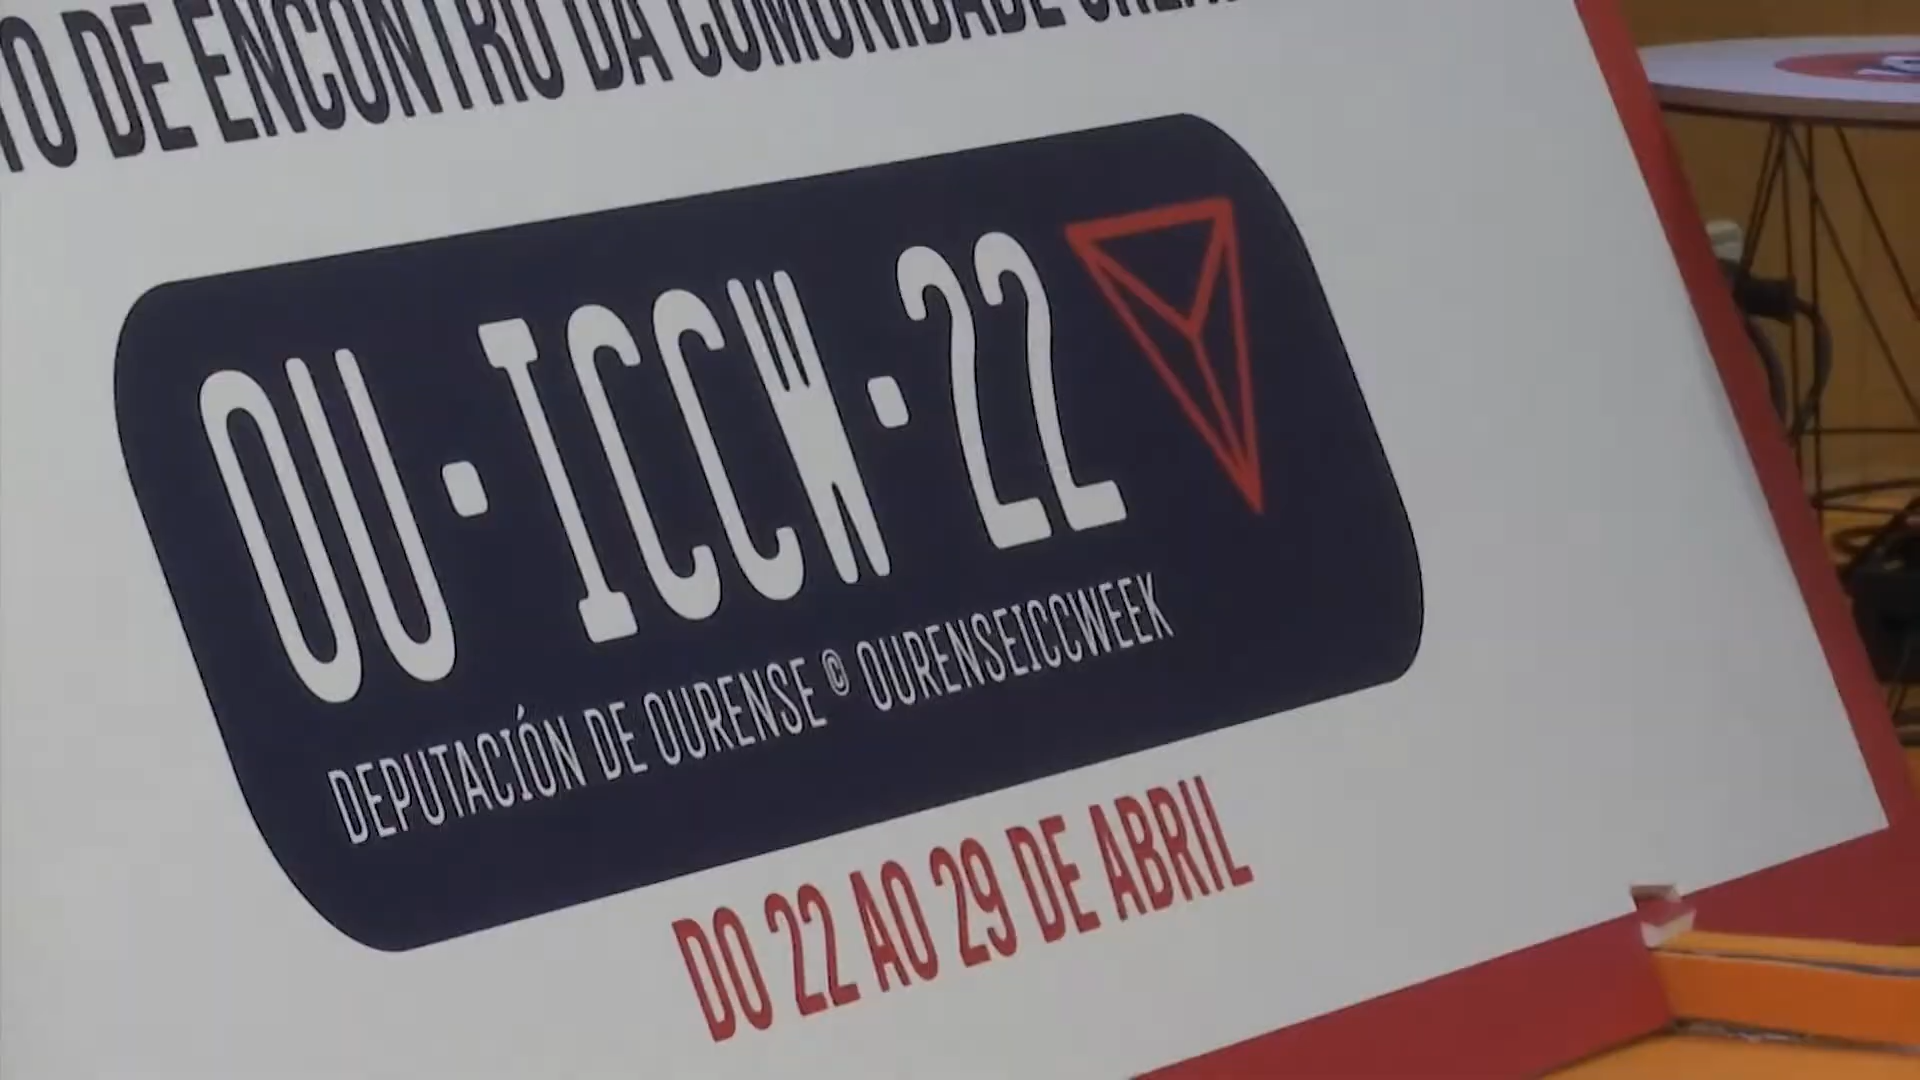 DE ENCONTRO DA COMUNIDADE
OU·ICCW·22
DEPUTACIÓN DE OURENSE © OURENSEICCWEEK
DO 22 AO 29 DE ABRIL